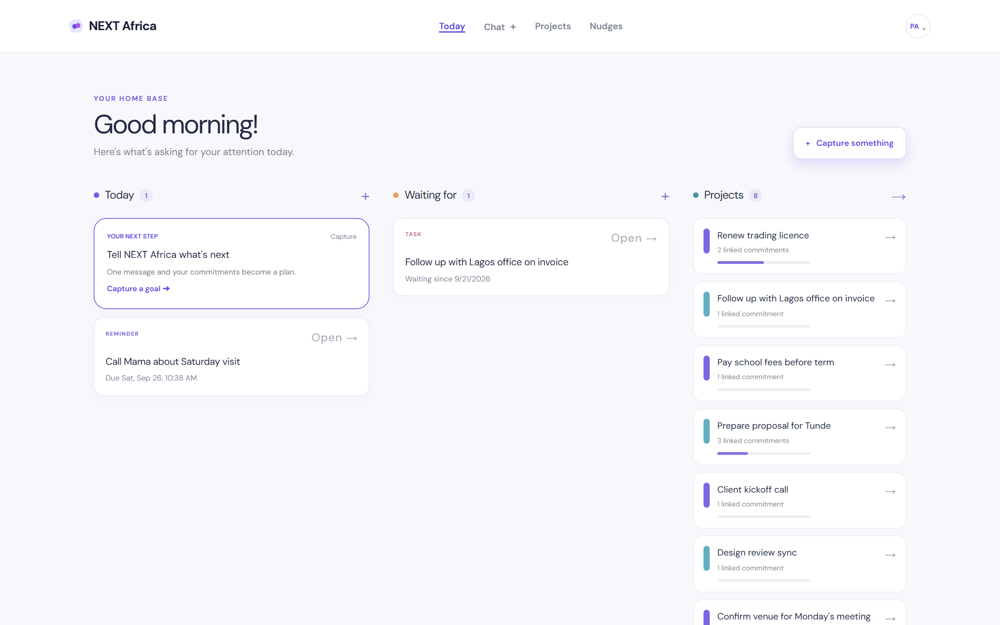 NEXT Africa
Today
Chat +
Projects
Nudges
PA
YOUR HOME BASE
Good morning!
Here's what's asking for your attention today.
+ Capture something
Today 1 +
YOUR NEXT STEP
Capture
Tell NEXT Africa what's next
One message and your commitments become a plan.
Capture a goal →
REMINDER
Open →
Call Mama about Saturday visit
Due Sat, Sep 26, 10:38 AM
Waiting for 1 +
TASK
Open →
Follow up with Lagos office on invoice
Waiting since 9/21/2026
Projects 8 →
Renew trading licence →
2 linked commitments
Follow up with Lagos office on invoice →
1 linked commitment
Pay school fees before term →
1 linked commitment
Prepare proposal for Tunde →
3 linked commitments
Client kickoff call →
1 linked commitment
Design review sync →
1 linked commitment
Confirm venue for Monday's meeting →